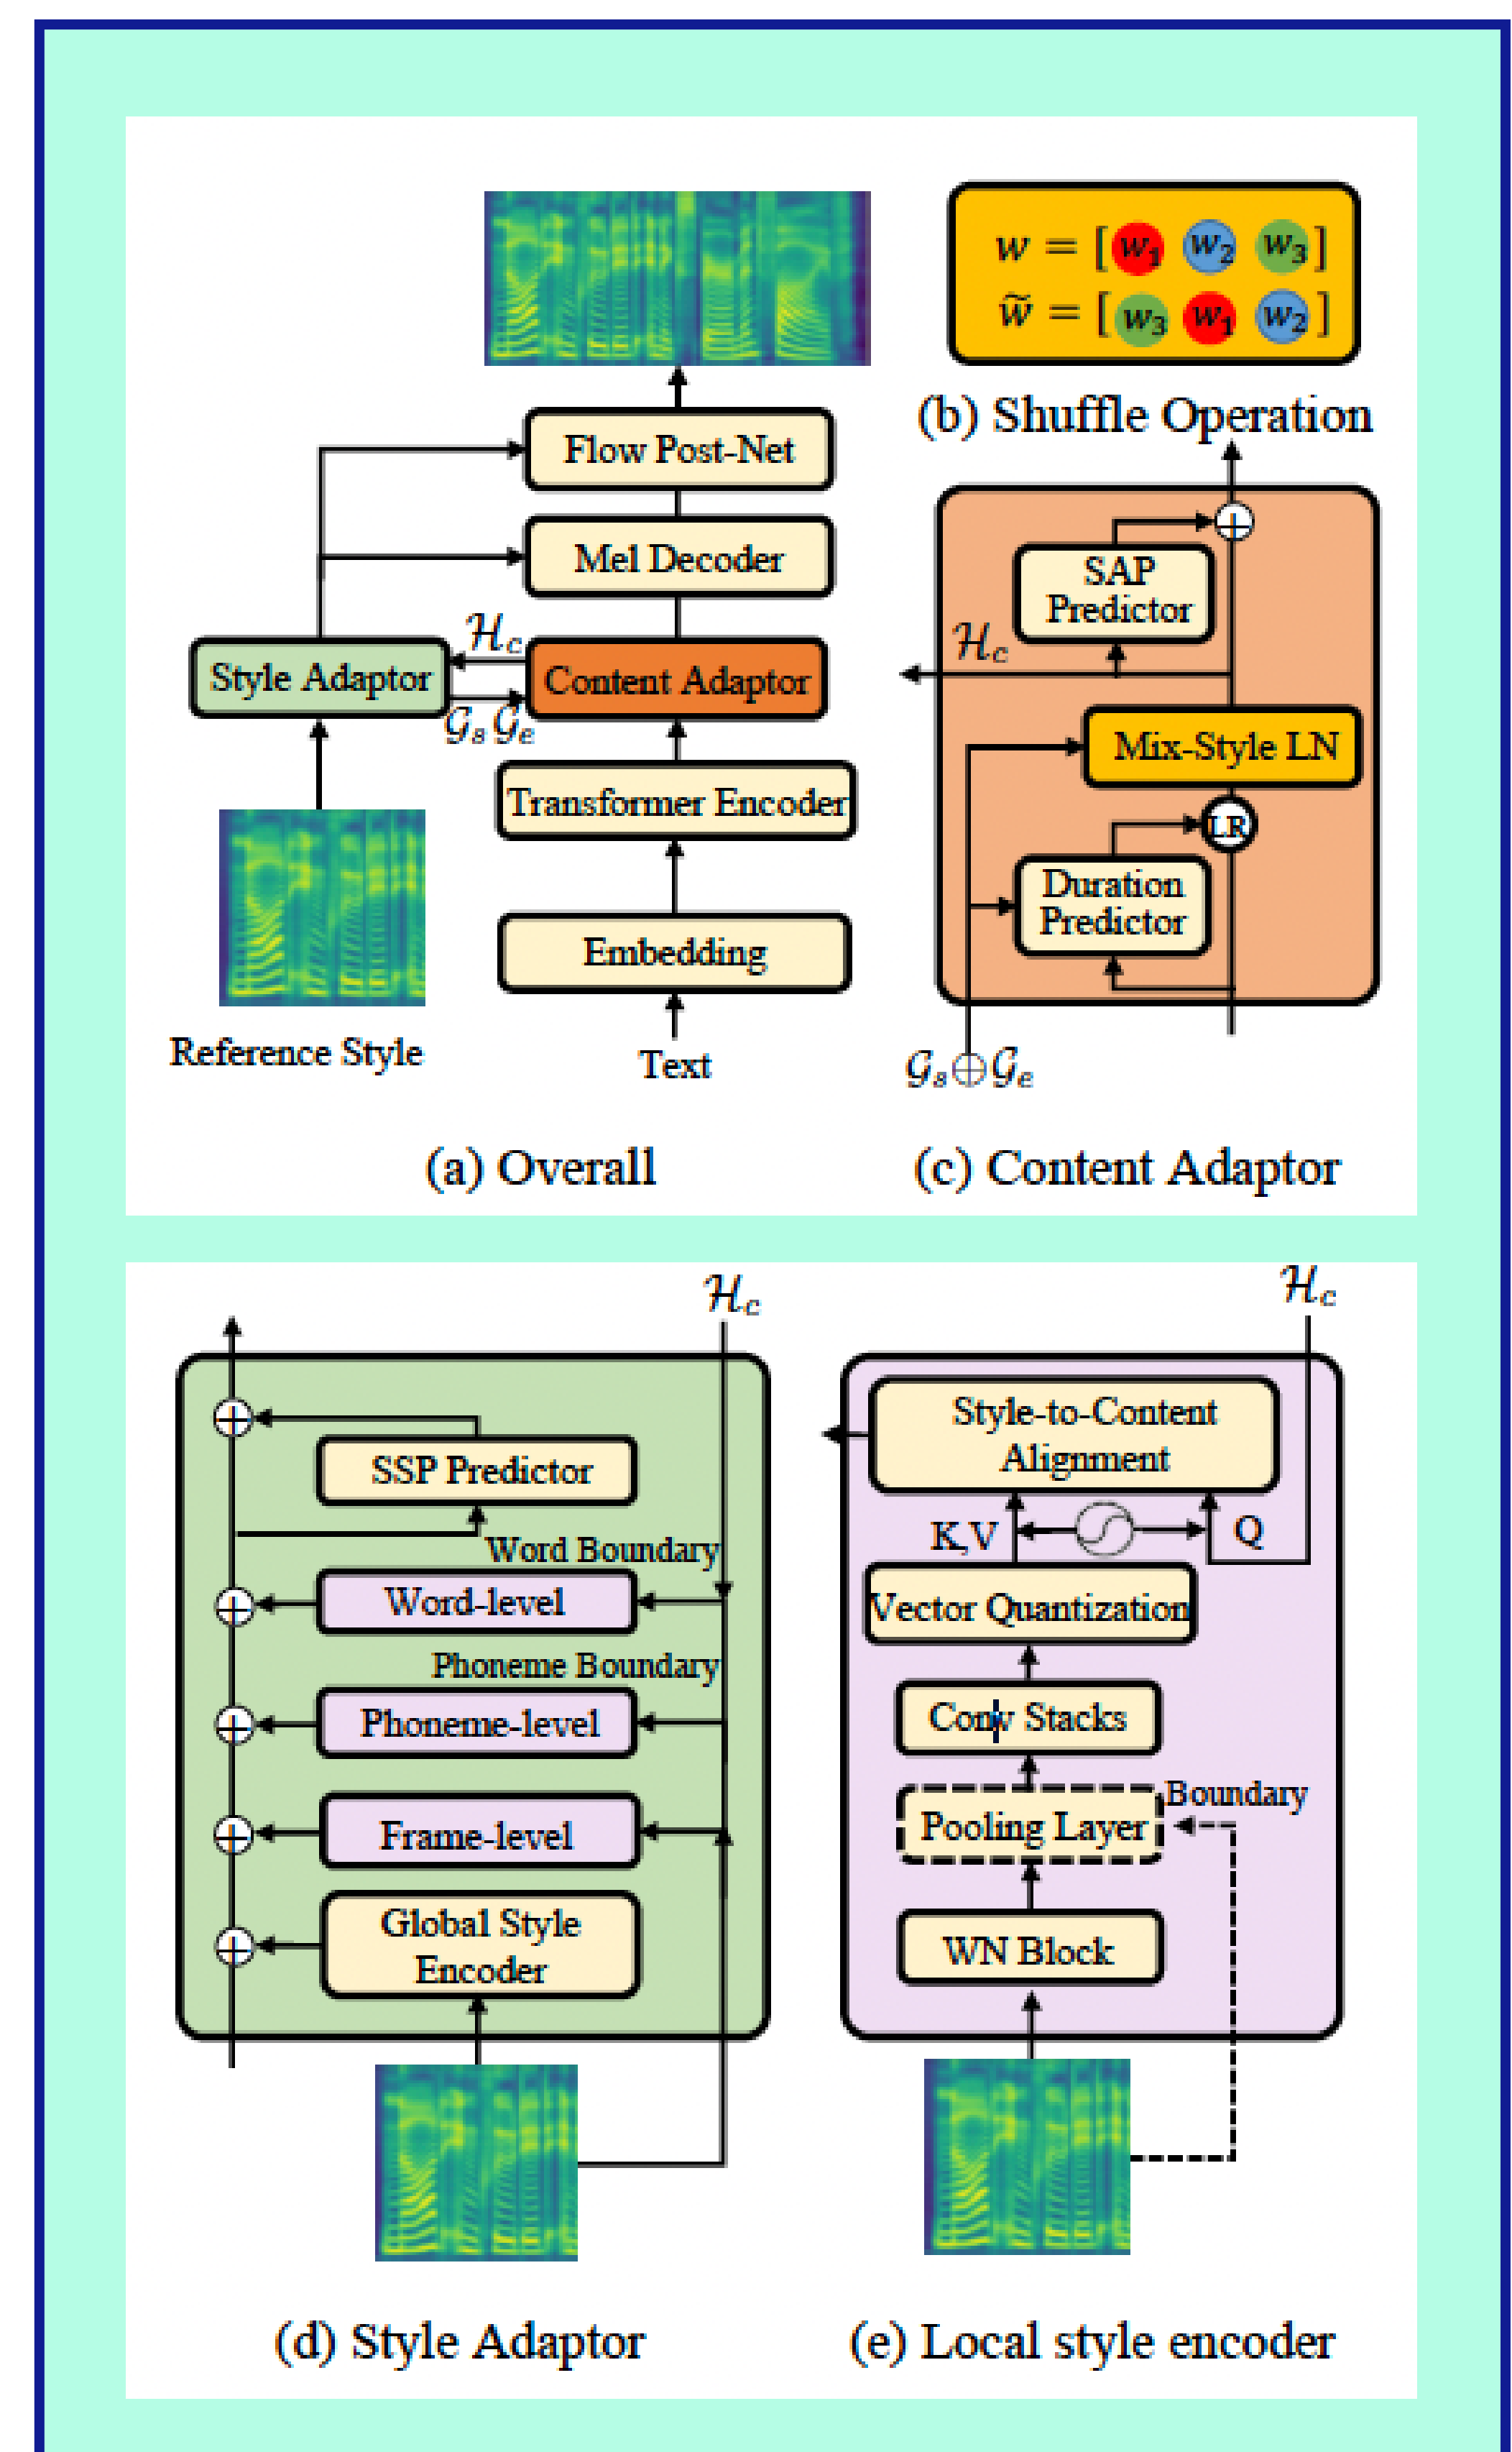 w = [ w₁ w₂ w₃ ]
w̃ = [ w₃ w₁ w₂ ]
(b) Shuffle Operation
Flow Post-Net
Mel Decoder
ℋc
Style Adaptor
Content Adaptor
𝒢s 𝒢e
Transformer Encoder
Embedding
Reference Style
Text
(a) Overall
SAP
Predictor
ℋc
Mix-Style LN
LR
Duration
Predictor
𝒢s⊕𝒢e
(c) Content Adaptor
ℋc
SSP Predictor
Word Boundary
Word-level
Phoneme Boundary
Phoneme-level
Frame-level
Global Style
Encoder
(d) Style Adaptor
ℋc
Style-to-Content
Alignment
K,V
Q
Vector Quantization
Conv Stacks
Boundary
Pooling Layer
WN Block
(e) Local style encoder